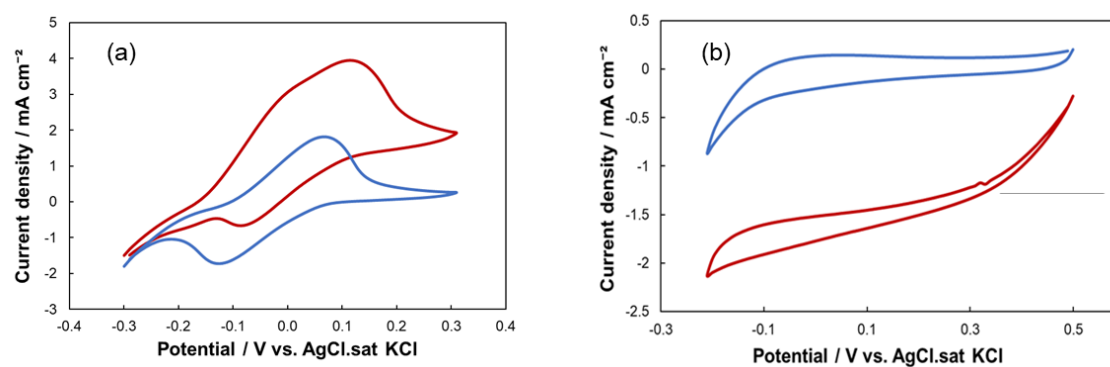 (a)
Current density / mA cm⁻²
5
4
3
2
1
0
-1
-2
-3
-0.4 -0.3 -0.2 -0.1 0.0 0.1 0.2 0.3 0.4
Potential / V vs. AgCl.sat KCl
(b)
Current density / mA cm⁻²
0.5
0
-0.5
-1
-1.5
-2
-2.5
-0.3 -0.1 0.1 0.3 0.5
Potential / V vs. AgCl.sat KCl